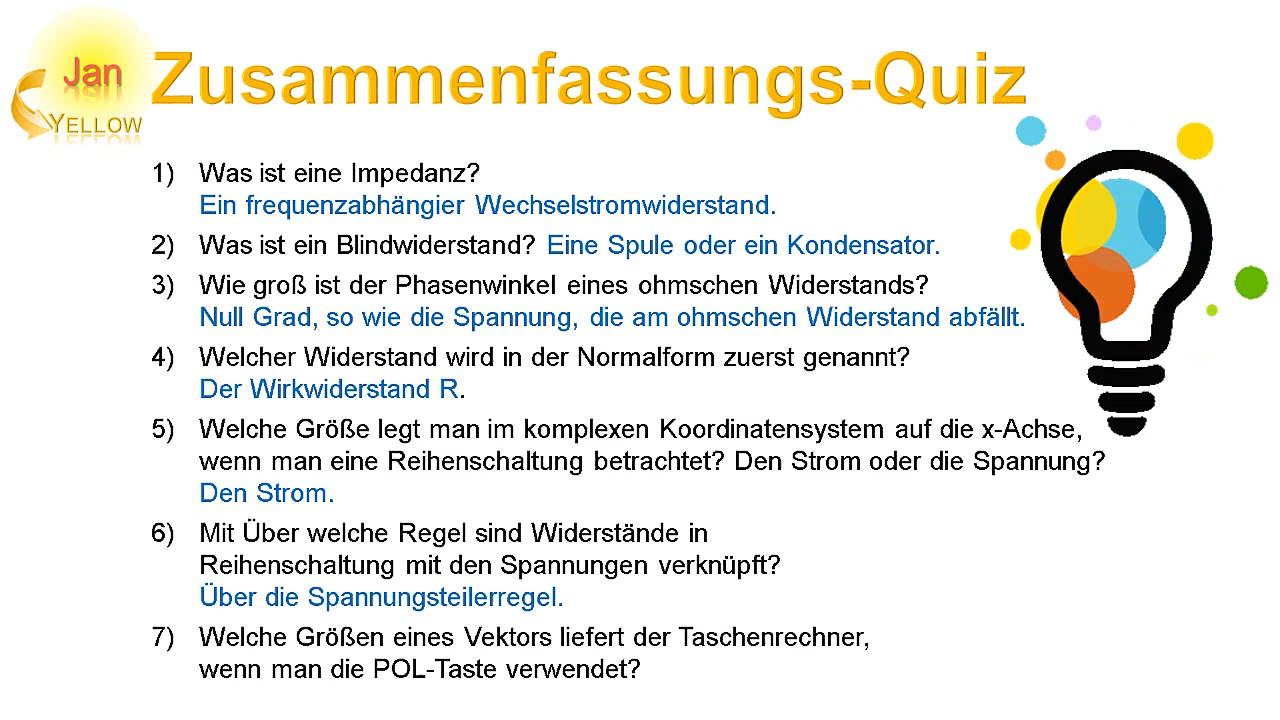 Jan
YELLOW
Zusammenfassungs-Quiz
1) Was ist eine Impedanz?
Ein frequenzabhängier Wechselstromwiderstand.
2) Was ist ein Blindwiderstand? Eine Spule oder ein Kondensator.
3) Wie groß ist der Phasenwinkel eines ohmschen Widerstands?
Null Grad, so wie die Spannung, die am ohmschen Widerstand abfällt.
4) Welcher Widerstand wird in der Normalform zuerst genannt?
Der Wirkwiderstand R.
5) Welche Größe legt man im komplexen Koordinatensystem auf die x-Achse,
wenn man eine Reihenschaltung betrachtet? Den Strom oder die Spannung?
Den Strom.
6) Mit Über welche Regel sind Widerstände in
Reihenschaltung mit den Spannungen verknüpft?
Über die Spannungsteilerregel.
7) Welche Größen eines Vektors liefert der Taschenrechner,
wenn man die POL-Taste verwendet?